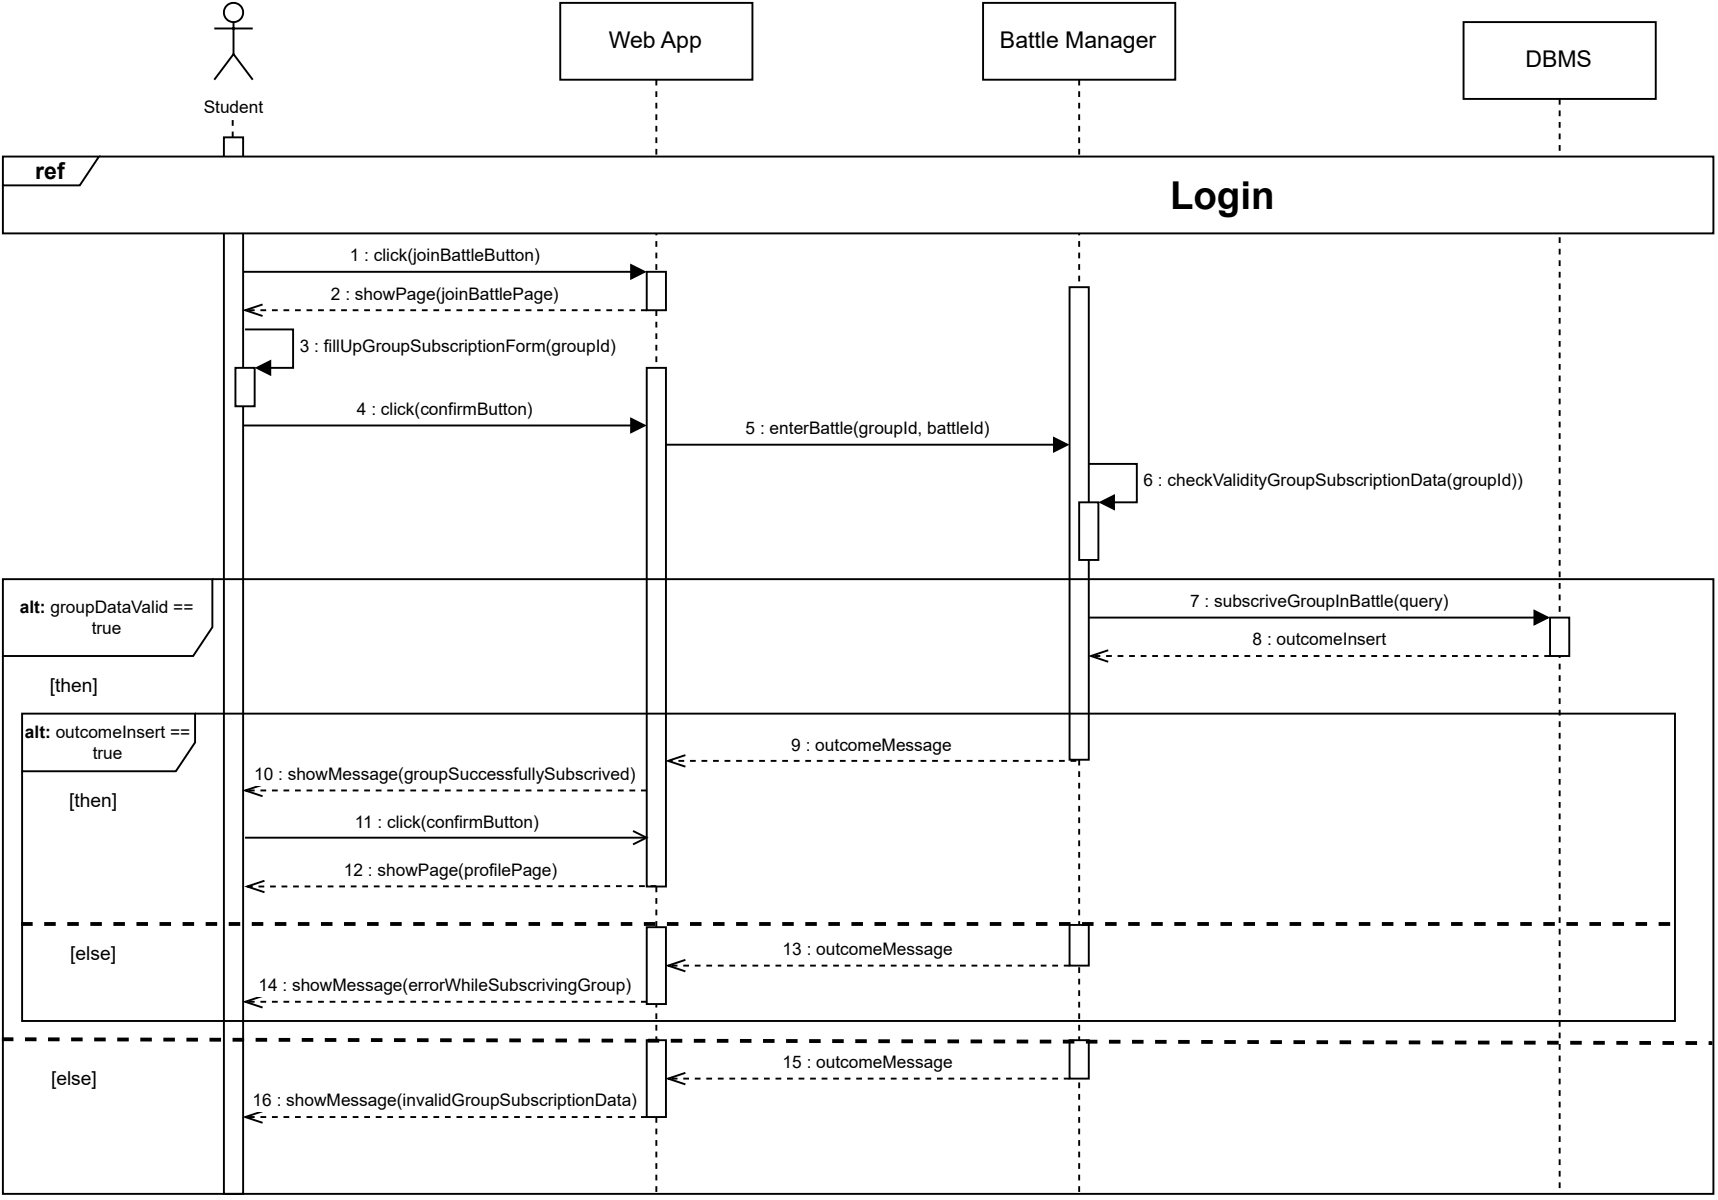 Student
Web App
Battle Manager
DBMS
ref
Login
1 : click(joinBattleButton)
2 : showPage(joinBattlePage)
3 : fillUpGroupSubscriptionForm(groupId)
4 : click(confirmButton)
5 : enterBattle(groupId, battleId)
6 : checkValidityGroupSubscriptionData(groupId))
alt: groupDataValid ==
true
7 : subscriveGroupInBattle(query)
8 : outcomeInsert
[then]
alt: outcomeInsert ==
true
9 : outcomeMessage
10 : showMessage(groupSuccessfullySubscrived)
[then]
11 : click(confirmButton)
12 : showPage(profilePage)
[else]
13 : outcomeMessage
14 : showMessage(errorWhileSubscrivingGroup)
15 : outcomeMessage
[else]
16 : showMessage(invalidGroupSubscriptionData)